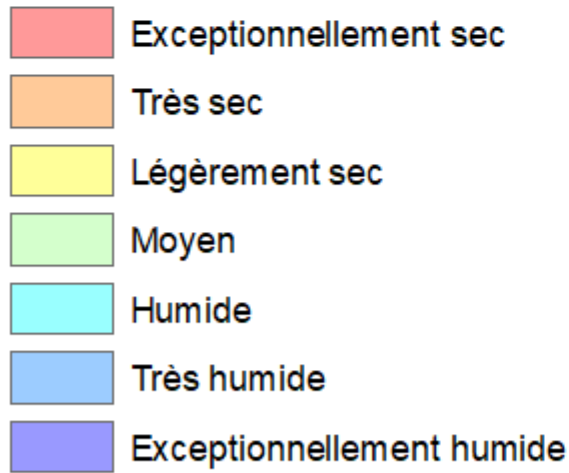 Exceptionnellement sec
Très sec
Légèrement sec
Moyen
Humide
Très humide
Exceptionnellement humide